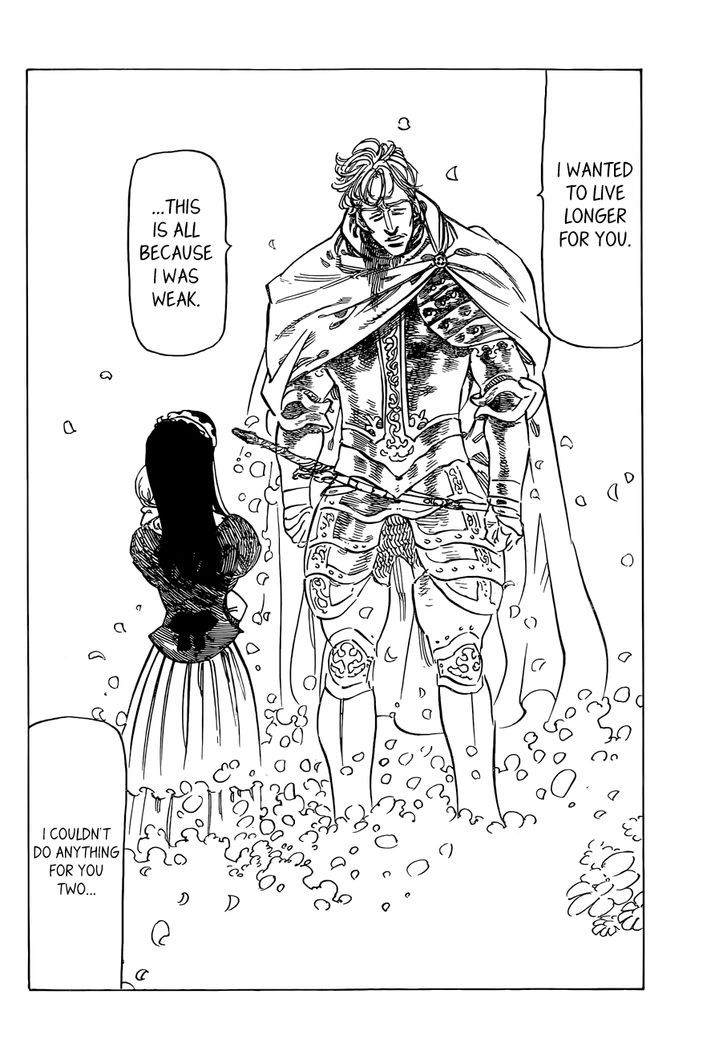 I WANTED
TO LIVE
LONGER
FOR YOU.
...THIS
IS ALL
BECAUSE
I WAS
WEAK.
I COULDN'T
DO ANYTHING
FOR YOU
TWO...